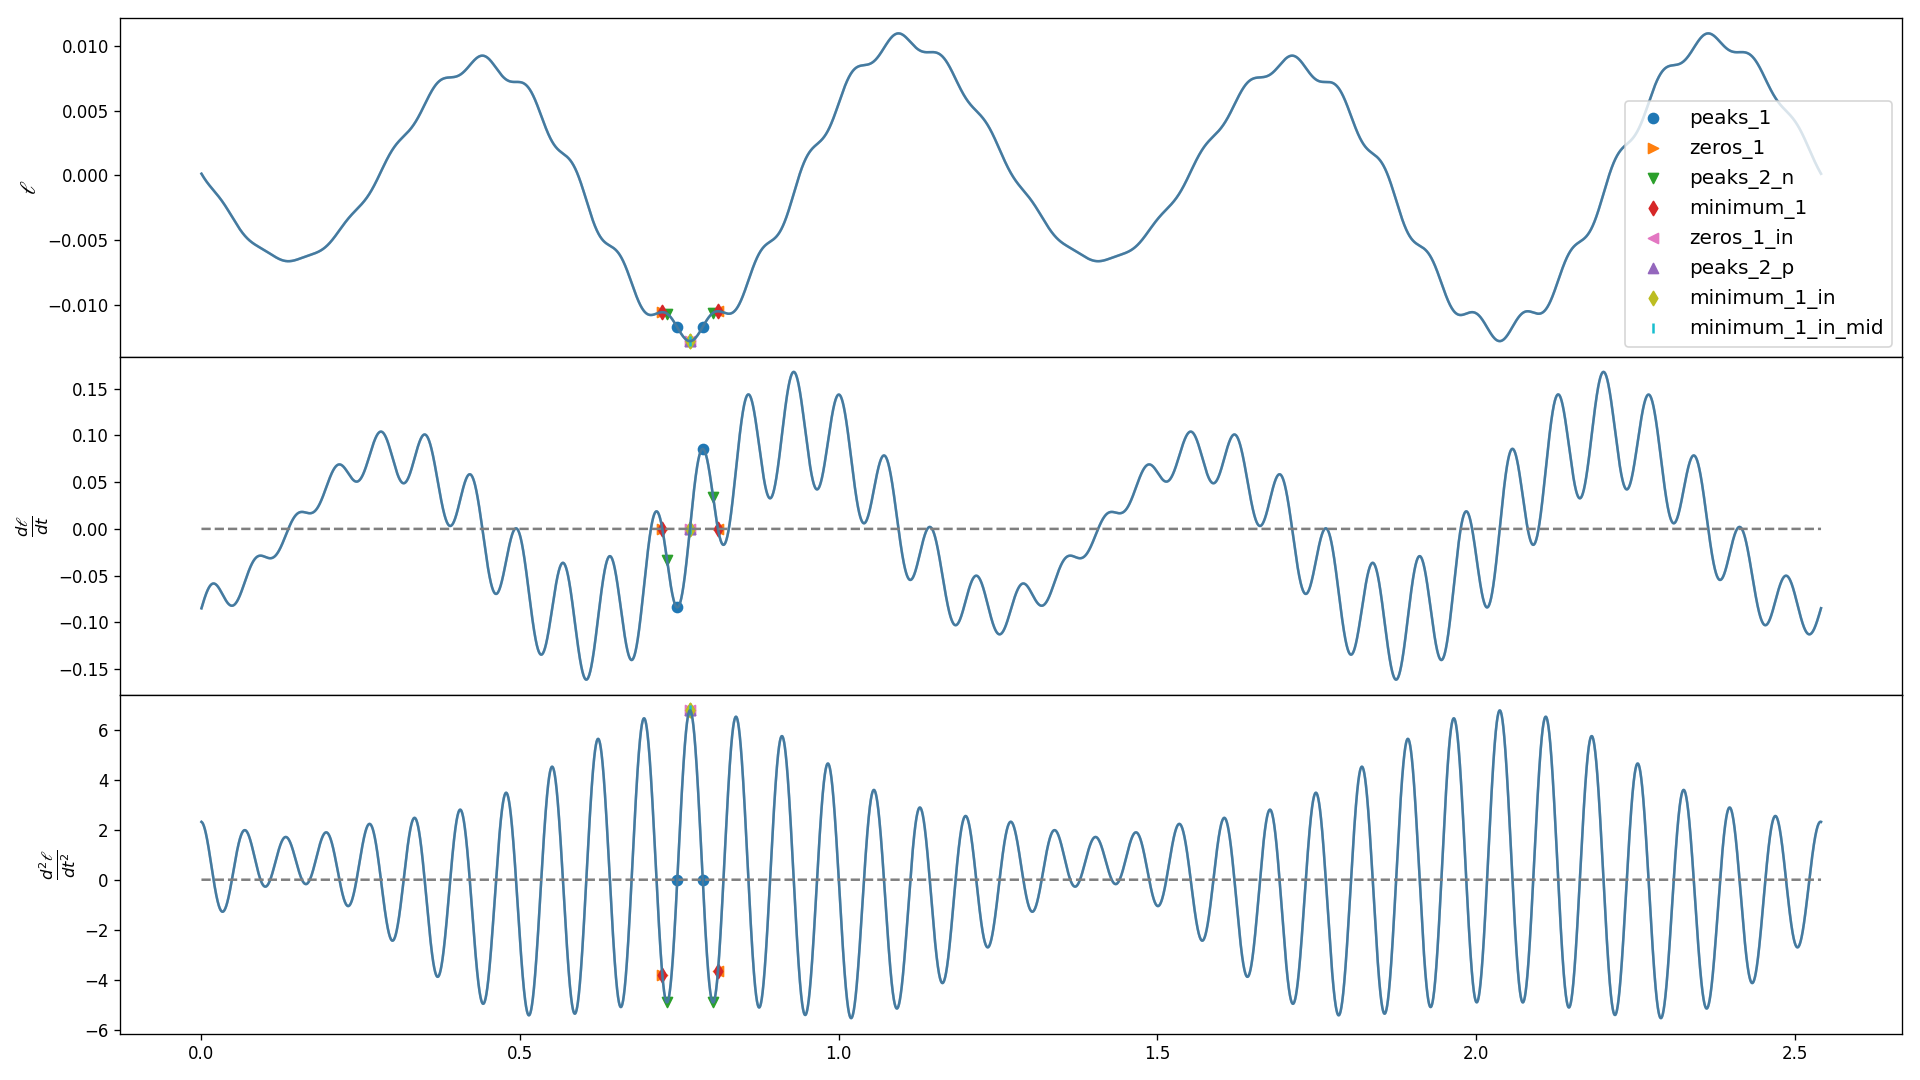 0.010
0.005
0.000
−0.005
−0.010
ℓ
peaks_1
zeros_1
peaks_2_n
minimum_1
zeros_1_in
peaks_2_p
minimum_1_in
minimum_1_in_mid
0.15
0.10
0.05
0.00
−0.05
−0.10
−0.15
dℓ/dt
6
4
2
0
−2
−4
−6
d²ℓ/dt²
0.0 0.5 1.0 1.5 2.0 2.5